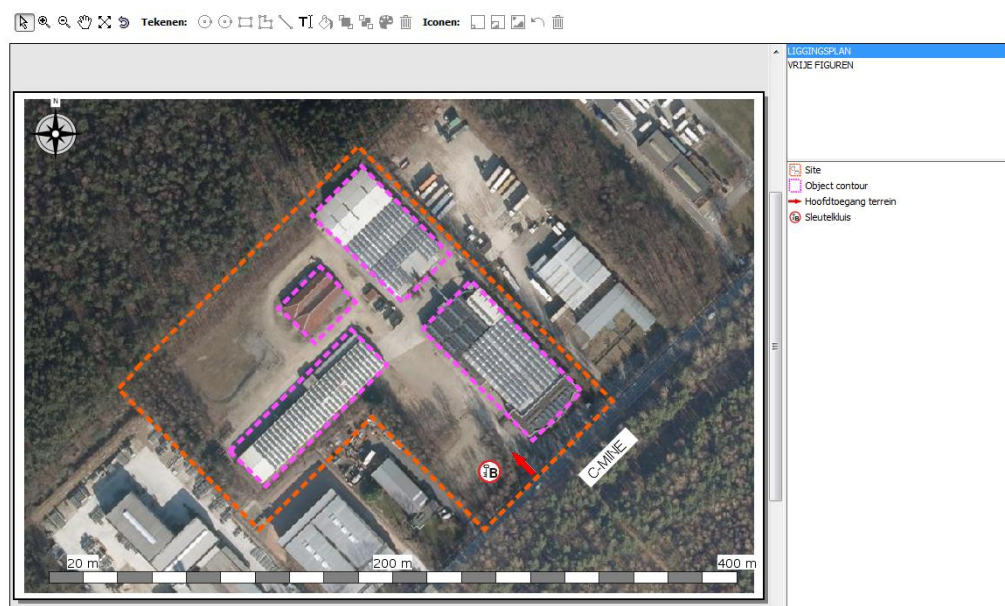 Tekenen: T Iconen:
LIGGINGSPLAN
VRIJE FIGUREN
N
Site
Object contour
Hoofdtoegang terrein
B Sleutelkluis
C-MINE
B
20 m 200 m 400 m